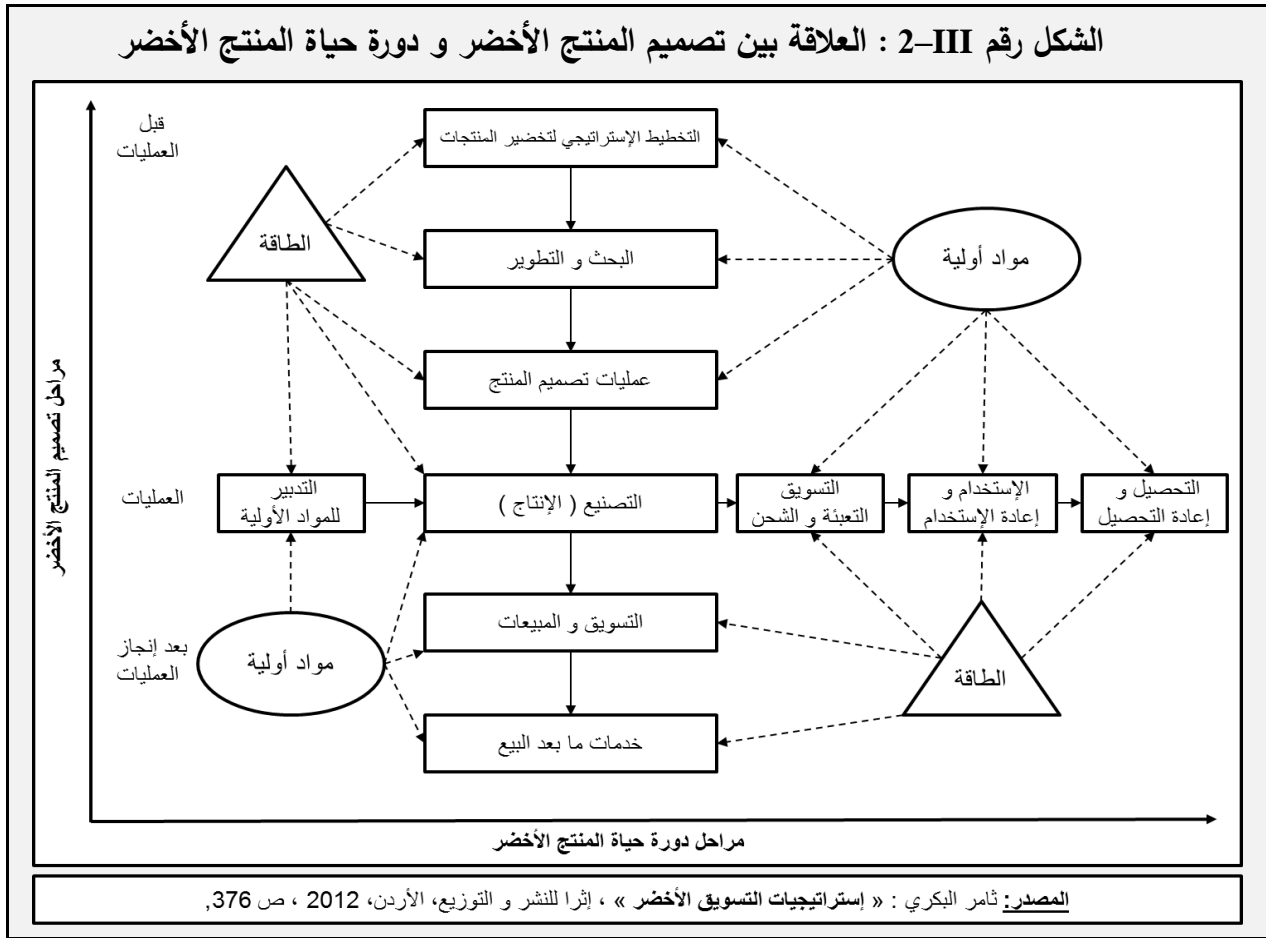 الشكل رقم 2–III : العلاقة بين تصميم المنتج الأخضر و دورة حياة المنتج الأخضر
قبل
العمليات
التخطيط الإستراتيجي لتخضير المنتجات
الطاقة
البحث و التطوير
مواد أولية
عمليات تصميم المنتج
مراحل تصميم المنتج الأخضر
العمليات
التدبير
للمواد الأولية
التصنيع ( الإنتاج )
التسويق
التعبئة و الشحن
الإستخدام و
إعادة الإستخدام
التحصيل و
إعادة التحصيل
بعد إنجاز
العمليات
مواد أولية
التسويق و المبيعات
الطاقة
خدمات ما بعد البيع
مراحل دورة حياة المنتج الأخضر
المصدر: ثامر البكري : « إستراتيجيات التسويق الأخضر » ، إثرا للنشر و التوزيع، الأردن، 2012 ، ص 376,